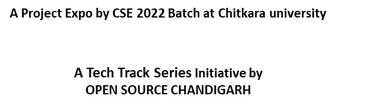 A Project Expo by CSE 2022 Batch at Chitkara university
A Tech Track Series Initiative by
OPEN SOURCE CHANDIGARH